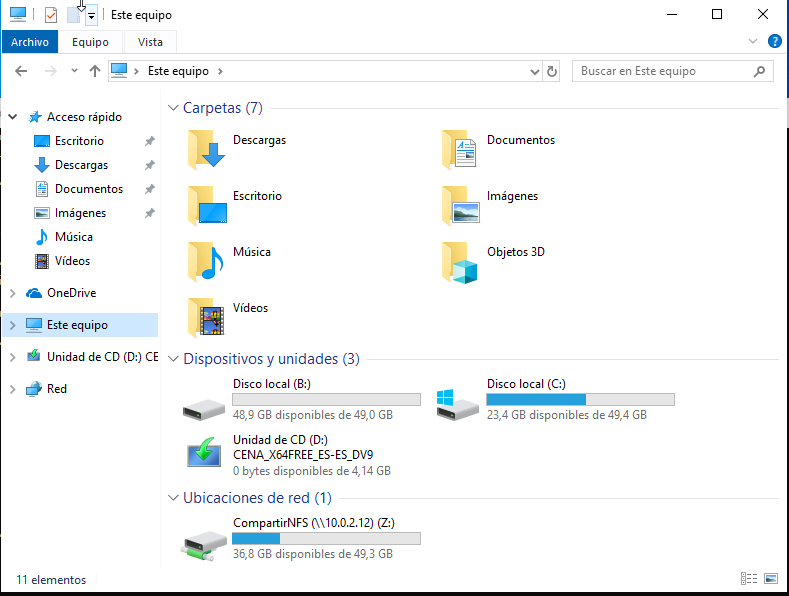 Este equipo
Archivo
Equipo
Vista
Este equipo
Buscar en Este equipo
Acceso rápido
Escritorio
Descargas
Documentos
Imágenes
Música
Vídeos
OneDrive
Este equipo
Unidad de CD (D:) CE
Red
Carpetas (7)
Descargas
Documentos
Escritorio
Imágenes
Música
Objetos 3D
Vídeos
Dispositivos y unidades (3)
Disco local (B:)
48,9 GB disponibles de 49,0 GB
Disco local (C:)
23,4 GB disponibles de 49,4 GB
Unidad de CD (D:)
CENA_X64FREE_ES-ES_DV9
0 bytes disponibles de 4,14 GB
Ubicaciones de red (1)
CompartirNFS (\\10.0.2.12) (Z:)
36,8 GB disponibles de 49,3 GB
11 elementos